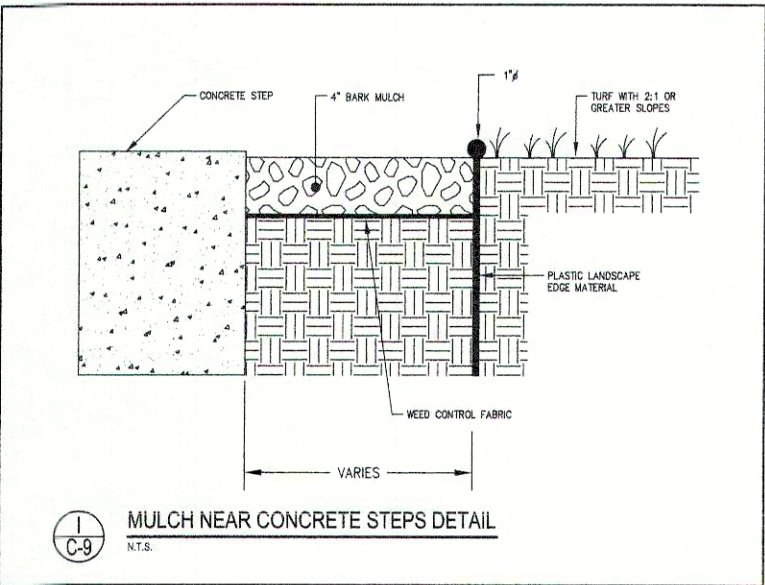 CONCRETE STEP
4" BARK MULCH
1"ø
TURF WITH 2:1 OR
GREATER SLOPES
PLASTIC LANDSCAPE
EDGE MATERIAL
WEED CONTROL FABRIC
VARIES
I
C-9
MULCH NEAR CONCRETE STEPS DETAIL
N.T.S.